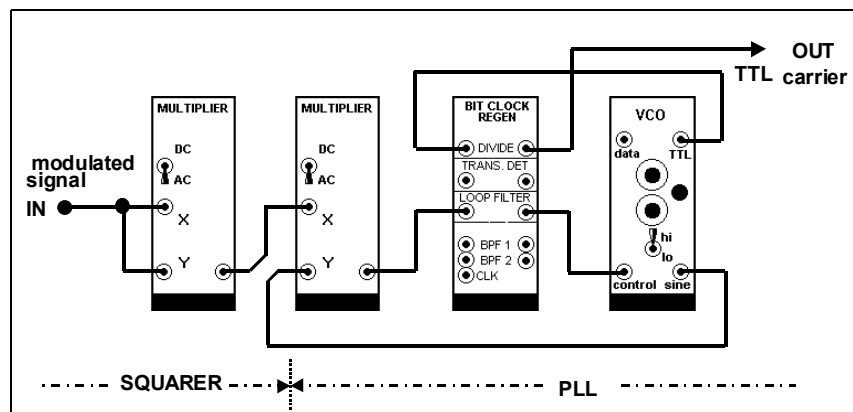 OUT
TTL carrier
MULTIPLIER
MULTIPLIER
BIT CLOCK
REGEN
VCO
modulated
signal
IN
DC
AC
X
Y
DC
AC
X
Y
DIVIDE
TRANS. DET
LOOP FILTER
BPF 1
BPF 2
CLK
data TTL
hi
lo
control sine
SQUARER
PLL